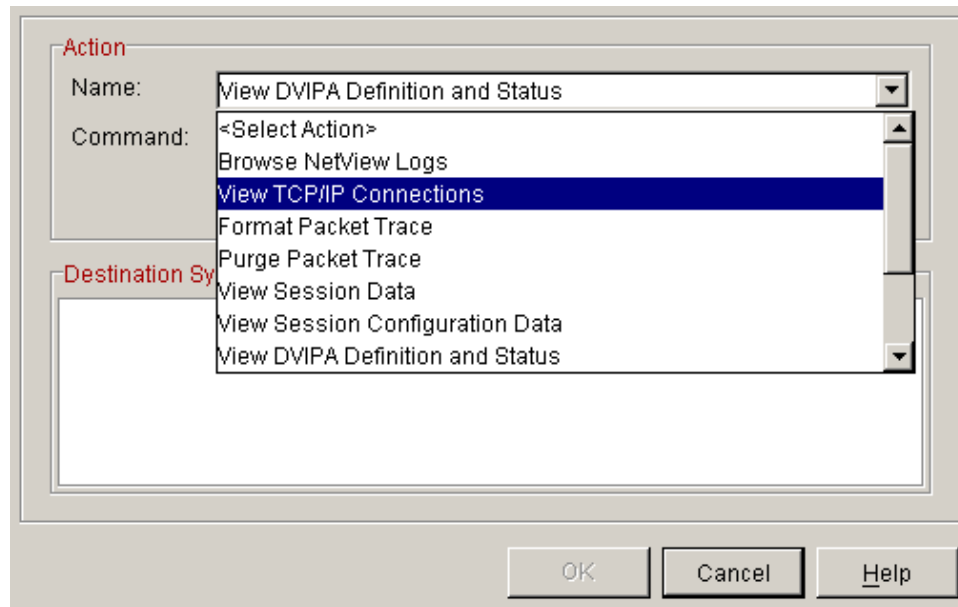 Action
Name:
View DVIPA Definition and Status
Command:
<Select Action>
Browse NetView Logs
View TCP/IP Connections
Format Packet Trace
Purge Packet Trace
View Session Data
View Session Configuration Data
View DVIPA Definition and Status
Destination Sy
OK
Cancel
Help